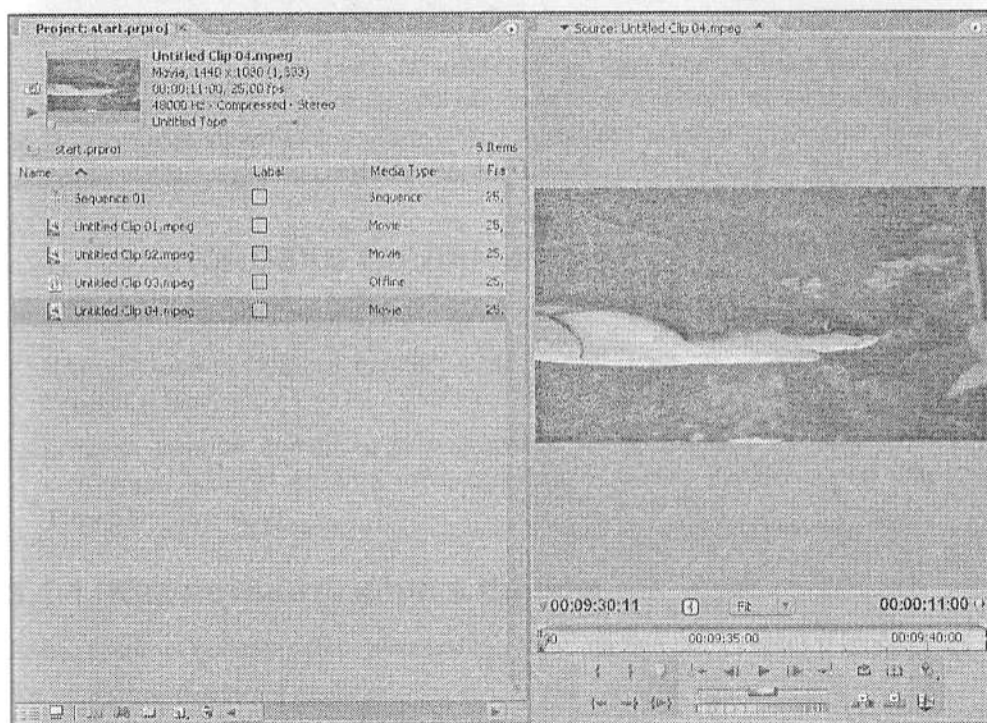 Project: start.prproj ×
Untitled Clip 04.mpeg
Movie, 1440 x 1080 (1,333)
00:00:11:00, 25,00 fps
48000 Hz - Compressed - Stereo
Untitled Tape
start.prproj
5 Items
Name Label Media Type Fra
Sequence 01 Sequence 25,
Untitled Clip 01.mpeg Movie 25,
Untitled Clip 02.mpeg Movie 25,
Untitled Clip 03.mpeg Offline 25,
Untitled Clip 04.mpeg Movie 25,
Source: Untitled Clip 04.mpeg ×
00:09:30:11 Fit 00:00:11:00
00:09:35:00 00:09:40:00